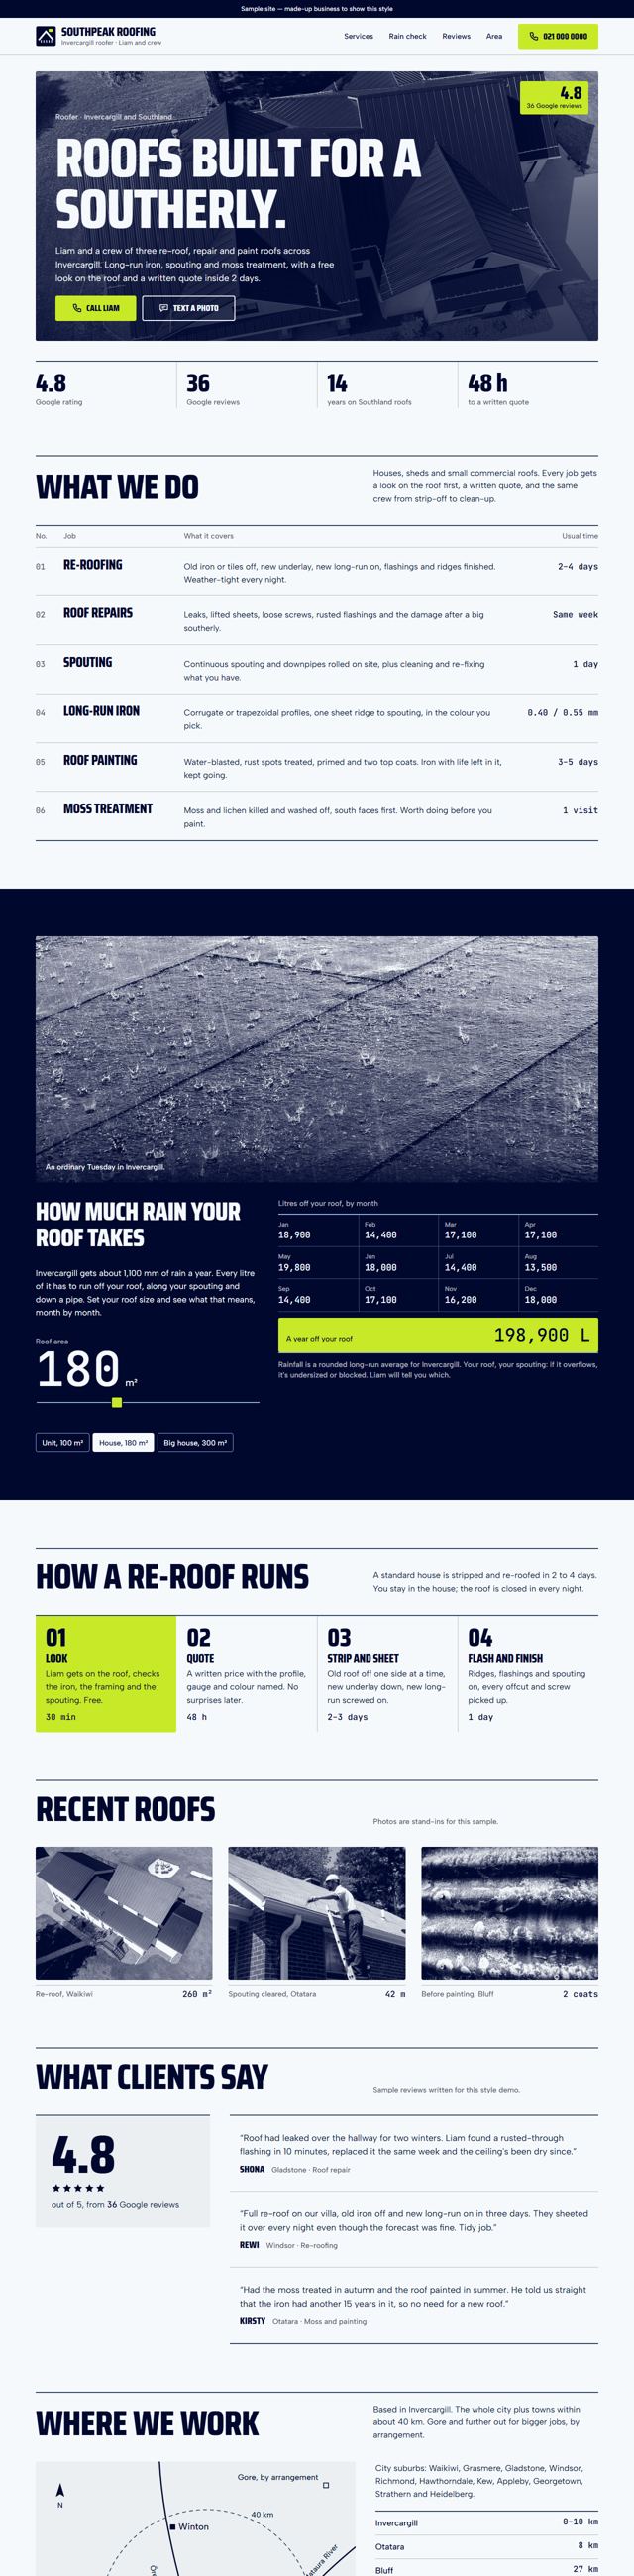 Sample site — made-up business to show this style
SOUTHPEAK ROOFING
Invercargill roofer · Liam and crew
Services
Rain check
Reviews
Area
021 000 0000
4.8
36 Google reviews
Roofer · Invercargill and Southland
ROOFS BUILT FOR A
SOUTHERLY.
Liam and a crew of three re-roof, repair and paint roofs across
Invercargill. Long-run iron, spouting and moss treatment, with a free
look on the roof and a written quote inside 2 days.
CALL LIAM
TEXT A PHOTO
4.8
Google rating
36
Google reviews
14
years on Southland roofs
48 h
to a written quote
WHAT WE DO
Houses, sheds and small commercial roofs. Every job gets
a look on the roof first, a written quote, and the same
crew from strip-off to clean-up.
No.
Job
What it covers
Usual time
01
RE-ROOFING
Old iron or tiles off, new underlay, new long-run on, flashings and ridges finished.
Weather-tight every night.
2–4 days
02
ROOF REPAIRS
Leaks, lifted sheets, loose screws, rusted flashings and the damage after a big
southerly.
Same week
03
SPOUTING
Continuous spouting and downpipes rolled on site, plus cleaning and re-fixing
what you have.
1 day
04
LONG-RUN IRON
Corrugate or trapezoidal profiles, one sheet ridge to spouting, in the colour you
pick.
0.40 / 0.55 mm
05
ROOF PAINTING
Water-blasted, rust spots treated, primed and two top coats. Iron with life left in it,
kept going.
3–5 days
06
MOSS TREATMENT
Moss and lichen killed and washed off, south faces first. Worth doing before you
paint.
1 visit
An ordinary Tuesday in Invercargill.
HOW MUCH RAIN YOUR
ROOF TAKES
Invercargill gets about 1,100 mm of rain a year. Every litre
of it has to run off your roof, along your spouting and
down a pipe. Set your roof size and see what that means,
month by month.
Roof area
180 m²
Unit, 100 m²
House, 180 m²
Big house, 300 m²
Litres off your roof, by month
Jan
18,900
Feb
14,400
Mar
17,100
Apr
17,100
May
19,800
Jun
18,000
Jul
14,400
Aug
13,500
Sep
14,400
Oct
17,100
Nov
16,200
Dec
18,000
A year off your roof
198,900 L
Rainfall is a rounded long-run average for Invercargill. Your roof, your spouting: if it overflows,
it's undersized or blocked. Liam will tell you which.
HOW A RE-ROOF RUNS
A standard house is stripped and re-roofed in 2 to 4 days.
You stay in the house; the roof is closed in every night.
01
LOOK
Liam gets on the roof, checks
the iron, the framing and the
spouting. Free.
30 min
02
QUOTE
A written price with the profile,
gauge and colour named. No
surprises later.
48 h
03
STRIP AND SHEET
Old roof off one side at a time,
new underlay down, new long-
run screwed on.
2–3 days
04
FLASH AND FINISH
Ridges, flashings and spouting
on, every offcut and screw
picked up.
1 day
RECENT ROOFS
Photos are stand-ins for this sample.
Re-roof, Waikiwi
260 m²
Spouting cleared, Otatara
42 m
Before painting, Bluff
2 coats
WHAT CLIENTS SAY
Sample reviews written for this style demo.
4.8
out of 5, from 36 Google reviews
“Roof had leaked over the hallway for two winters. Liam found a rusted-through
flashing in 10 minutes, replaced it the same week and the ceiling's been dry since.”
SHONA Gladstone · Roof repair
“Full re-roof on our villa, old iron off and new long-run on in three days. They sheeted
it over every night even though the forecast was fine. Tidy job.”
REWI Windsor · Re-roofing
“Had the moss treated in autumn and the roof painted in summer. He told us straight
that the iron had another 15 years in it, so no need for a new roof.”
KIRSTY Otatara · Moss and painting
WHERE WE WORK
Based in Invercargill. The whole city plus towns within
about 40 km. Gore and further out for bigger jobs, by
arrangement.
N
Gore, by arrangement
40 km
Winton
City suburbs: Waikiwi, Grasmere, Gladstone, Windsor,
Richmond, Hawthorndale, Kew, Appleby, Georgetown,
Strathern and Heidelberg.
Invercargill
0–10 km
Otatara
8 km
Bluff
27 km